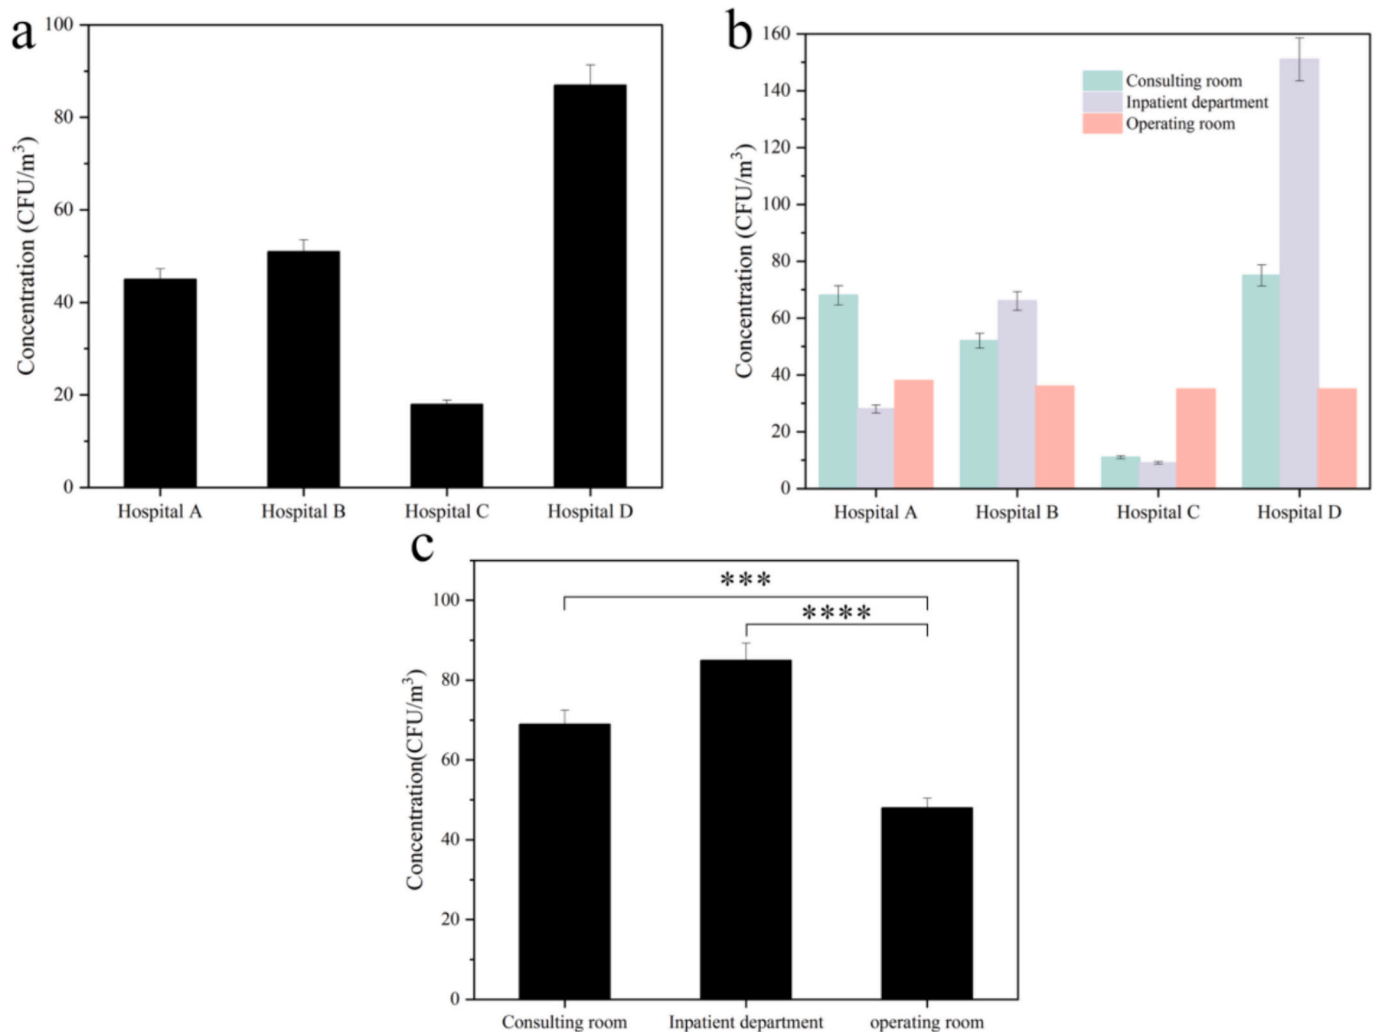 a
100
80
60
40
20
0
Concentration (CFU/m³)
Hospital A
Hospital B
Hospital C
Hospital D
b
160
140
120
100
80
60
40
20
0
Concentration (CFU/m³)
Consulting room
Inpatient department
Operating room
Hospital A
Hospital B
Hospital C
Hospital D
c
100
80
60
40
20
0
Concentration(CFU/m³)
***
****
Consulting room
Inpatient department
operating room